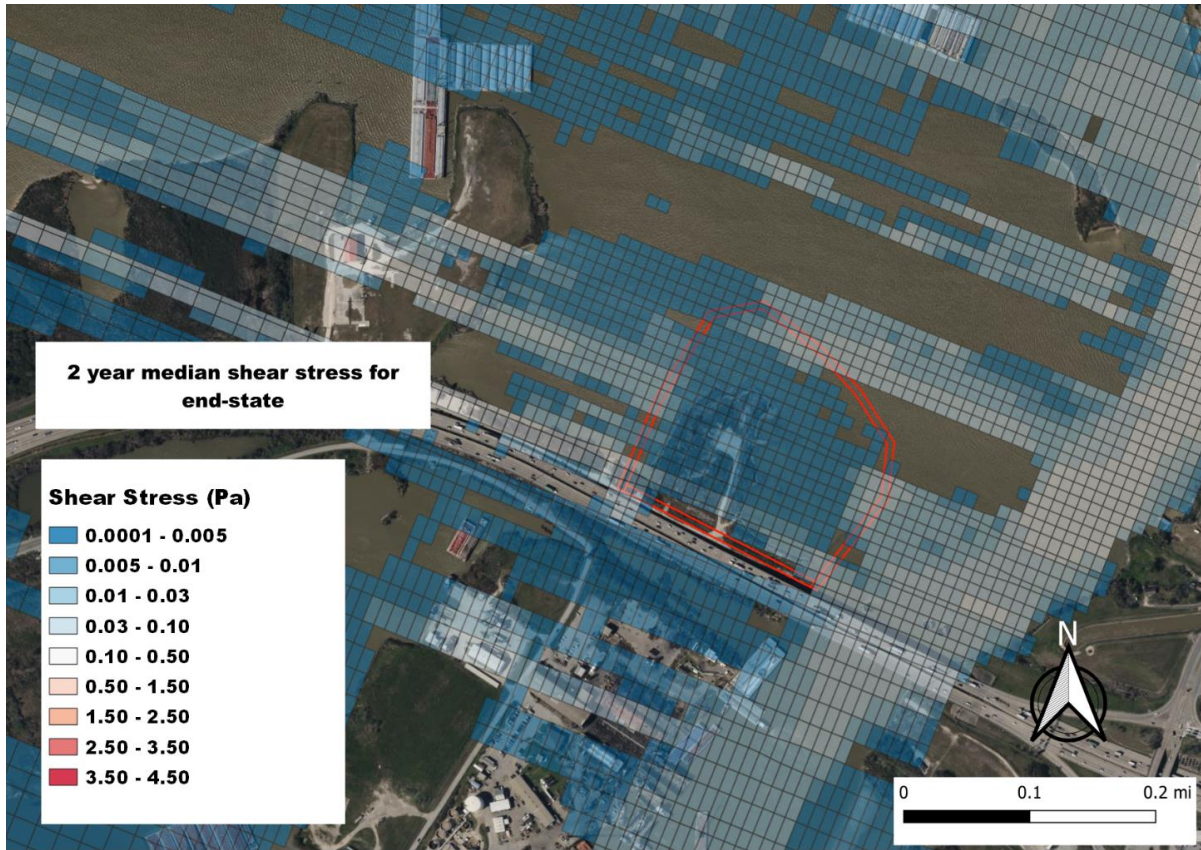 2 year median shear stress for
end-state
Shear Stress (Pa)
0.0001 - 0.005
0.005 - 0.01
0.01 - 0.03
0.03 - 0.10
0.10 - 0.50
0.50 - 1.50
1.50 - 2.50
2.50 - 3.50
3.50 - 4.50
N
0 0.1 0.2 mi